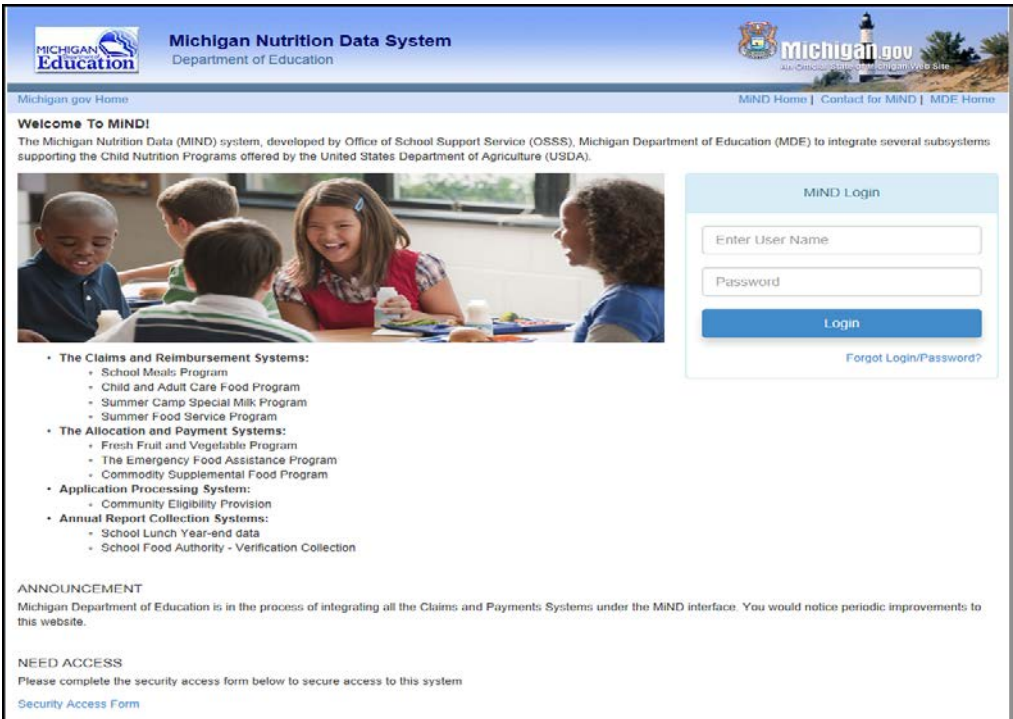 MICHIGAN
Department of
Education
Michigan Nutrition Data System
Department of Education
Michigan.gov
An Official State of Michigan Web Site
Michigan.gov Home
MiND Home | Contact for MiND | MDE Home
Welcome To MiND!
The Michigan Nutrition Data (MIND) system, developed by Office of School Support Service (OSSS), Michigan Department of Education (MDE) to integrate several subsystems
supporting the Child Nutrition Programs offered by the United States Department of Agriculture (USDA).
MiND Login
Enter User Name
Password
Login
Forgot Login/Password?
• The Claims and Reimbursement Systems:
◦ School Meals Program
◦ Child and Adult Care Food Program
◦ Summer Camp Special Milk Program
◦ Summer Food Service Program
• The Allocation and Payment Systems:
◦ Fresh Fruit and Vegetable Program
◦ The Emergency Food Assistance Program
◦ Commodity Supplemental Food Program
• Application Processing System:
◦ Community Eligibility Provision
• Annual Report Collection Systems:
◦ School Lunch Year-end data
◦ School Food Authority - Verification Collection
ANNOUNCEMENT
Michigan Department of Education is in the process of integrating all the Claims and Payments Systems under the MiND interface. You would notice periodic improvements to
this website.
NEED ACCESS
Please complete the security access form below to secure access to this system
Security Access Form